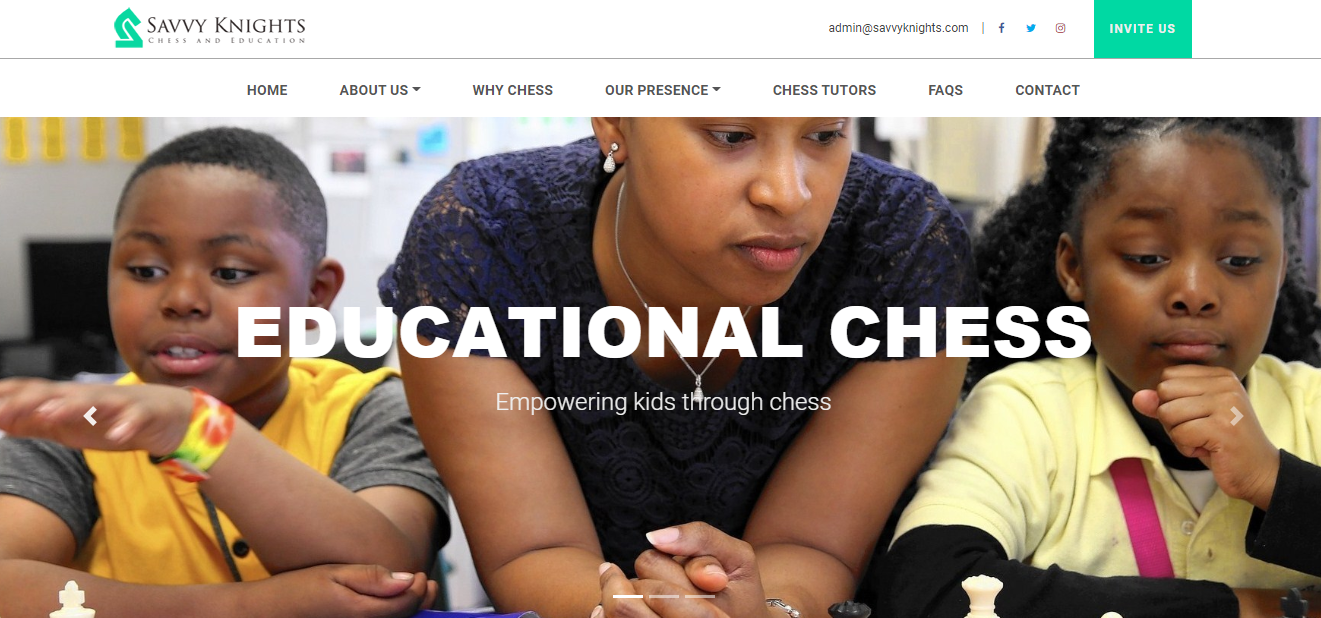 SAVVY KNIGHTS
CHESS AND EDUCATION
admin@savvyknights.com
INVITE US
HOME
ABOUT US
WHY CHESS
OUR PRESENCE
CHESS TUTORS
FAQS
CONTACT
EDUCATIONAL CHESS
Empowering kids through chess